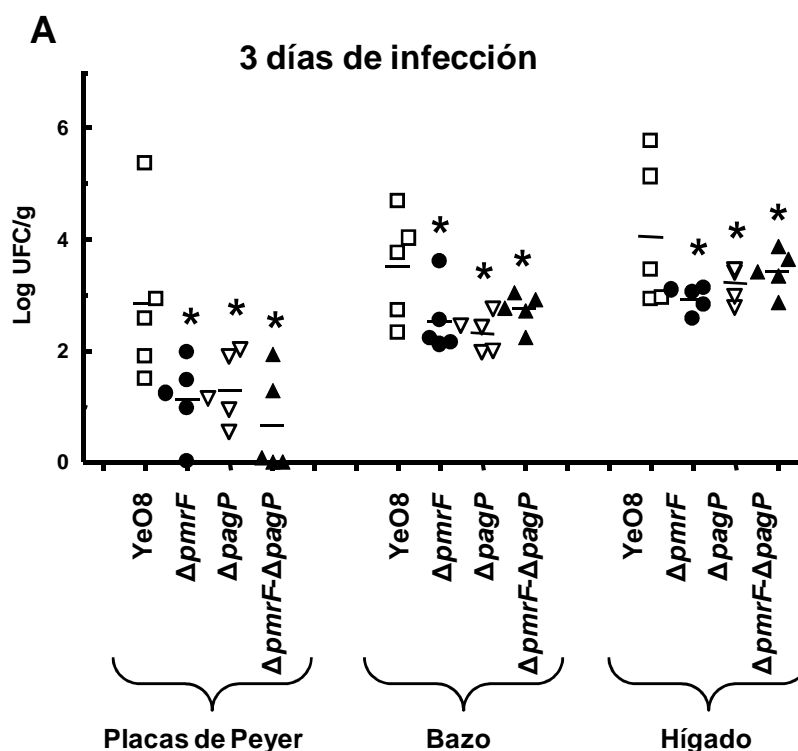 A
3 días de infección
Log UFC/g
6
4
2
0
* * * * * * * * *
YeO8
ΔpmrF
ΔpagP
ΔpmrF-ΔpagP
YeO8
ΔpmrF
ΔpagP
ΔpmrF-ΔpagP
YeO8
ΔpmrF
ΔpagP
ΔpmrF-ΔpagP
Placas de Peyer
Bazo
Hígado